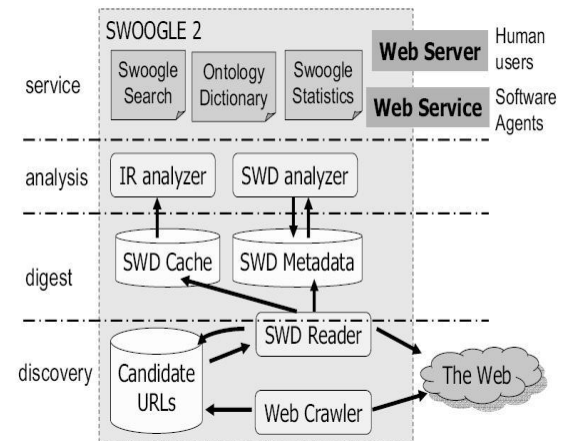 SWOOGLE 2
Swoogle
Search
Ontology
Dictionary
Swoogle
Statistics
Web Server
Human
users
service
Web Service
Software
Agents
analysis
IR analyzer
SWD analyzer
digest
SWD Cache
SWD Metadata
discovery
SWD Reader
Candidate
URLs
The Web
Web Crawler